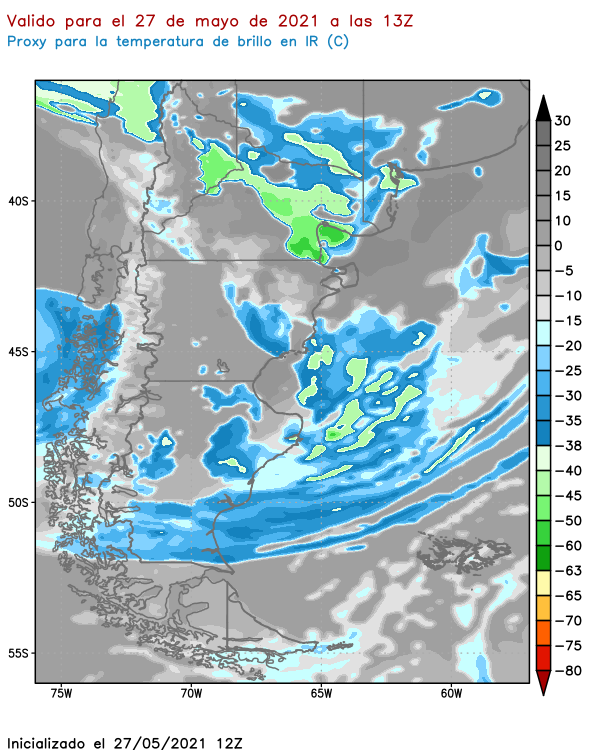 Valido para el 27 de mayo de 2021 a las 13Z
Proxy para la temperatura de brillo en IR (C)
40S
45S
50S
55S
75W
70W
65W
60W
30
25
20
15
10
0
−5
−10
−15
−20
−25
−30
−35
−38
−40
−45
−50
−60
−63
−65
−70
−75
−80
Inicializado el 27/05/2021 12Z